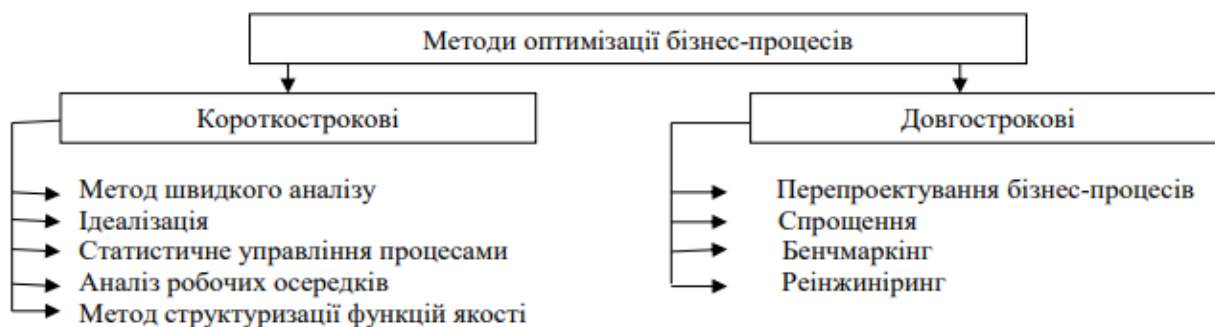 Методи оптимізації бізнес-процесів
Короткострокові
Метод швидкого аналізу
Ідеалізація
Статистичне управління процесами
Аналіз робочих осередків
Метод структуризації функцій якості
Довгострокові
Перепроектування бізнес-процесів
Спрощення
Бенчмаркінг
Реінжиніринг